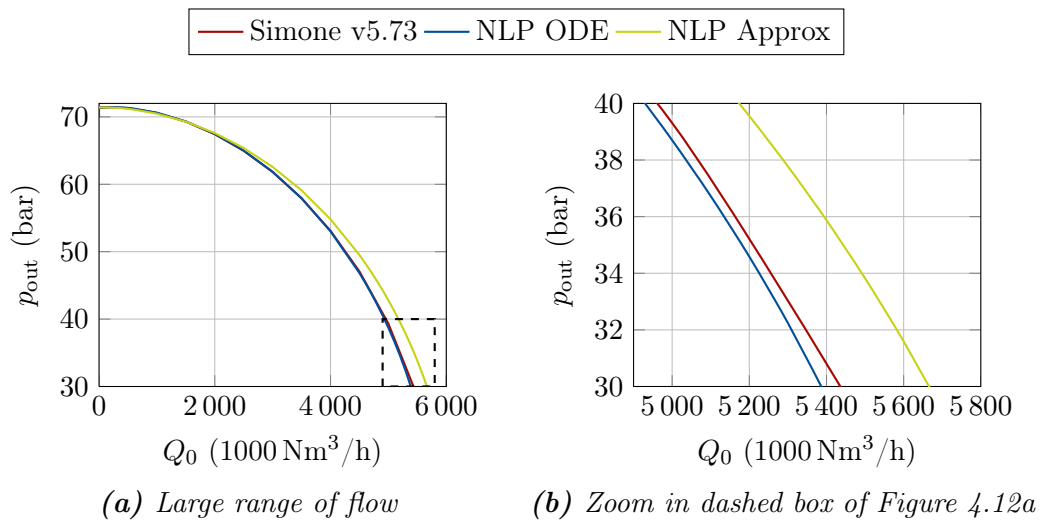 Simone v5.73 NLP ODE NLP Approx
70
60
50
40
30
0 2 000 4 000 6 000
p_out (bar)
Q_0 (1000 Nm³/h)
(a) Large range of flow
40
38
36
34
32
30
5 000 5 200 5 400 5 600 5 800
p_out (bar)
Q_0 (1000 Nm³/h)
(b) Zoom in dashed box of Figure 4.12a